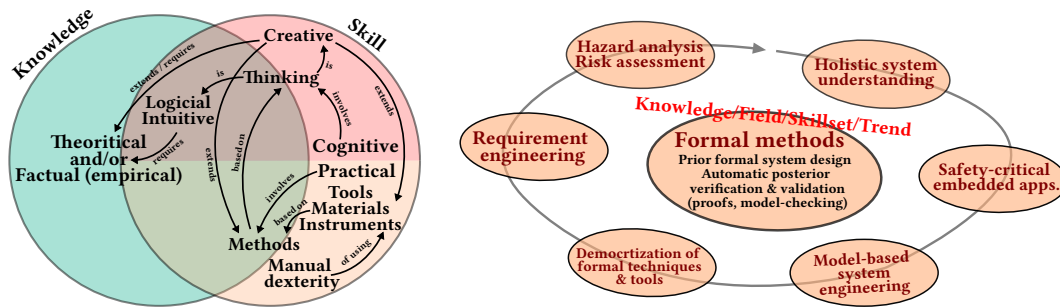 Knowledge
Skill
Creative
extends / requires
is
Thinking
is
extends
Logicial
Intuitive
involves
Theoritical
and/or
Factual (empirical)
requires
Cognitive
extends
based on
Practical
involves
Tools
Materials
Instruments
based on
Methods
of using
Manual
dexterity
Hazard analysis
Risk assessment
Holistic system
understanding
Knowledge/Field/Skillset/Trend
Requirement
engineering
Formal methods
Prior formal system design
Automatic posterior
verification & validation
(proofs, model-checking)
Safety-critical
embedded apps.
Democrtization of
formal techniques
& tools
Model-based
system
engineering